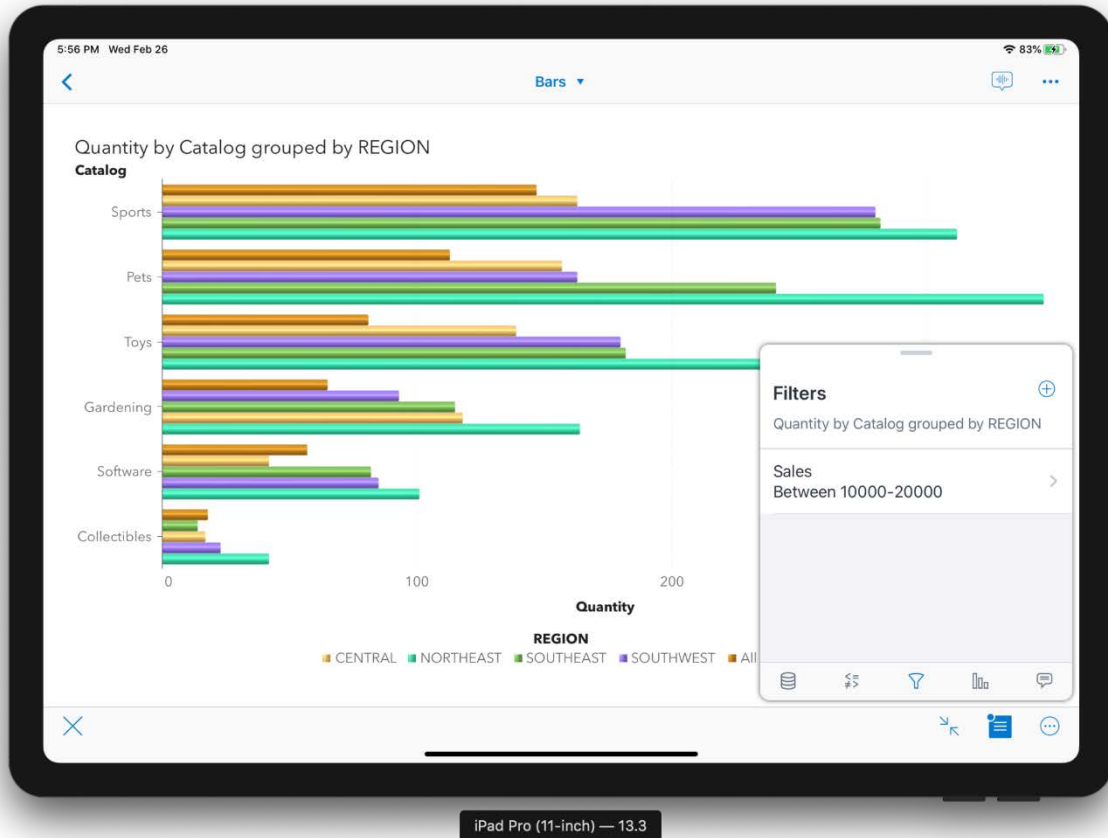 5:56 PM Wed Feb 26
83%
Bars
Quantity by Catalog grouped by REGION
Catalog
Sports
Pets
Toys
Gardening
Software
Collectibles
0 100 200
Quantity
REGION
CENTRAL NORTHEAST SOUTHEAST SOUTHWEST All
Filters
Quantity by Catalog grouped by REGION
Sales
Between 10000-20000
iPad Pro (11-inch) — 13.3